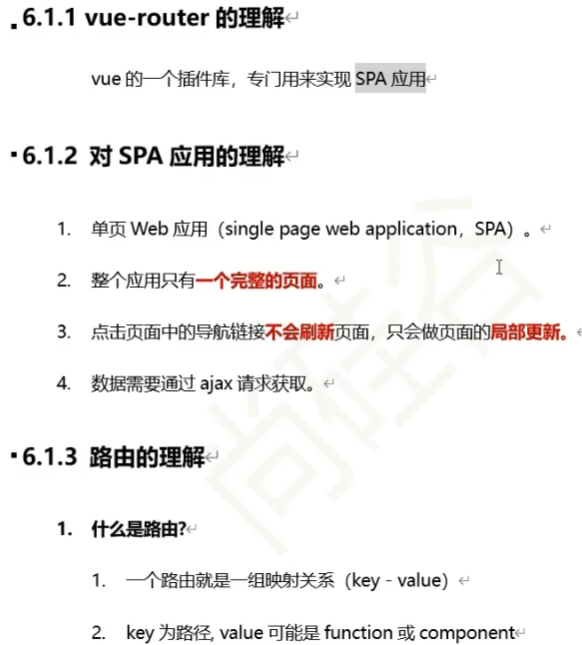 6.1.1 vue-router 的理解
vue 的一个插件库，专门用来实现 SPA 应用
6.1.2 对 SPA 应用的理解
1. 单页 Web 应用（single page web application，SPA）。
2. 整个应用只有一个完整的页面。
3. 点击页面中的导航链接不会刷新页面，只会做页面的局部更新。
4. 数据需要通过 ajax 请求获取。
6.1.3 路由的理解
1. 什么是路由?
1. 一个路由就是一组映射关系（key - value）
2. key 为路径, value 可能是 function 或 component
尚硅谷